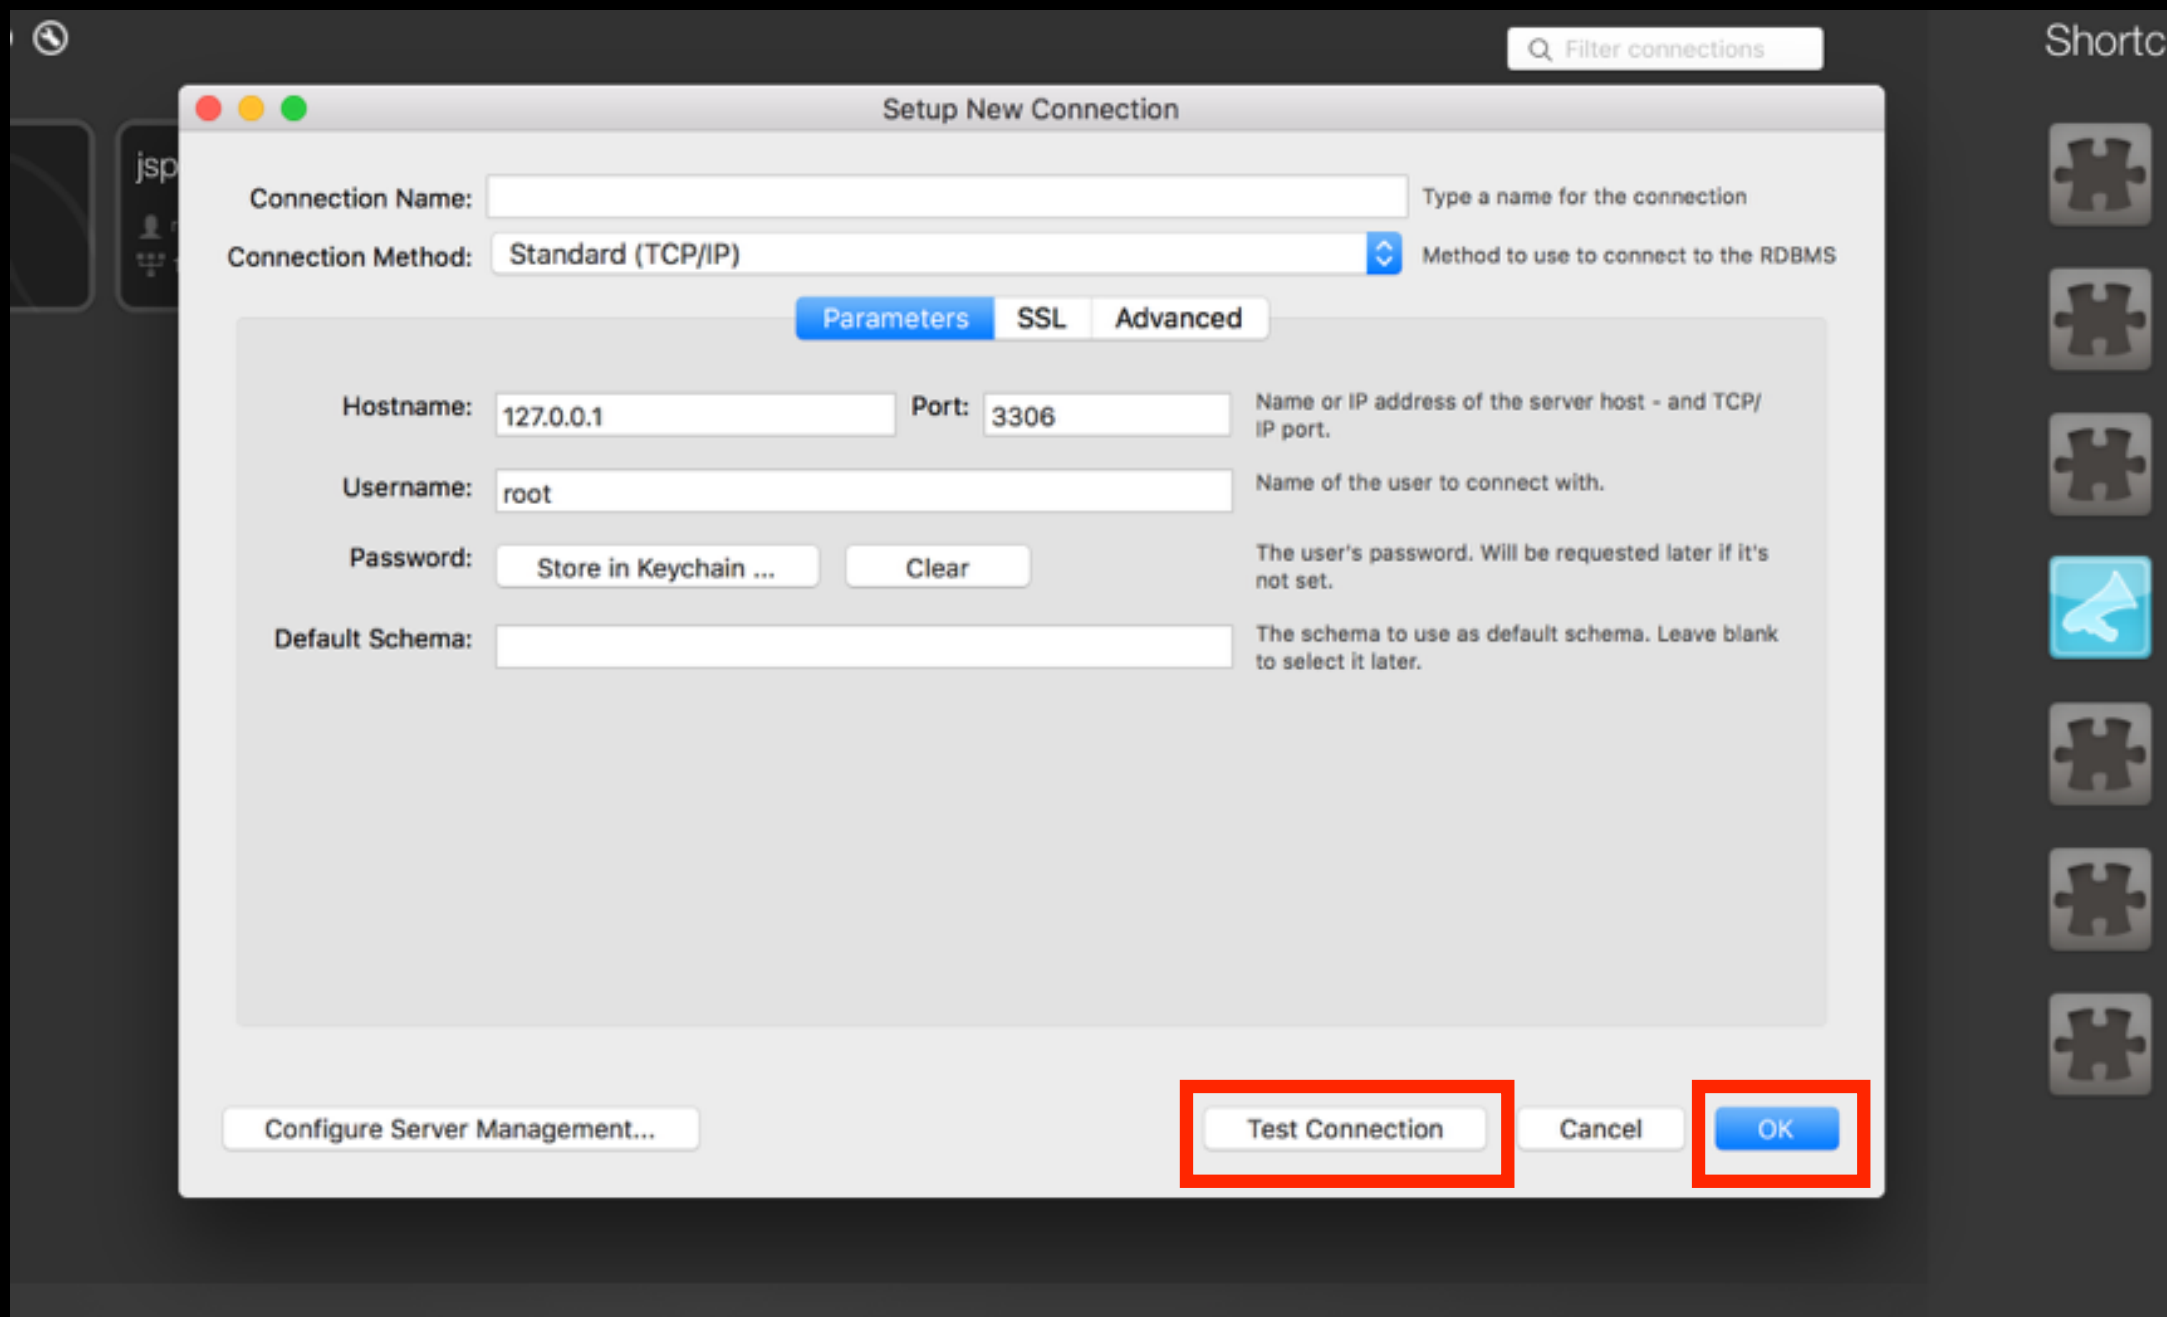 Filter connections
Shortc
Setup New Connection
jsp
Connection Name:
Type a name for the connection
Connection Method:
Standard (TCP/IP)
Method to use to connect to the RDBMS
Parameters
SSL
Advanced
Hostname:
127.0.0.1
Port:
3306
Name or IP address of the server host - and TCP/
IP port.
Username:
root
Name of the user to connect with.
Password:
Store in Keychain ...
Clear
The user's password. Will be requested later if it's
not set.
Default Schema:
The schema to use as default schema. Leave blank
to select it later.
Configure Server Management...
Test Connection
Cancel
OK